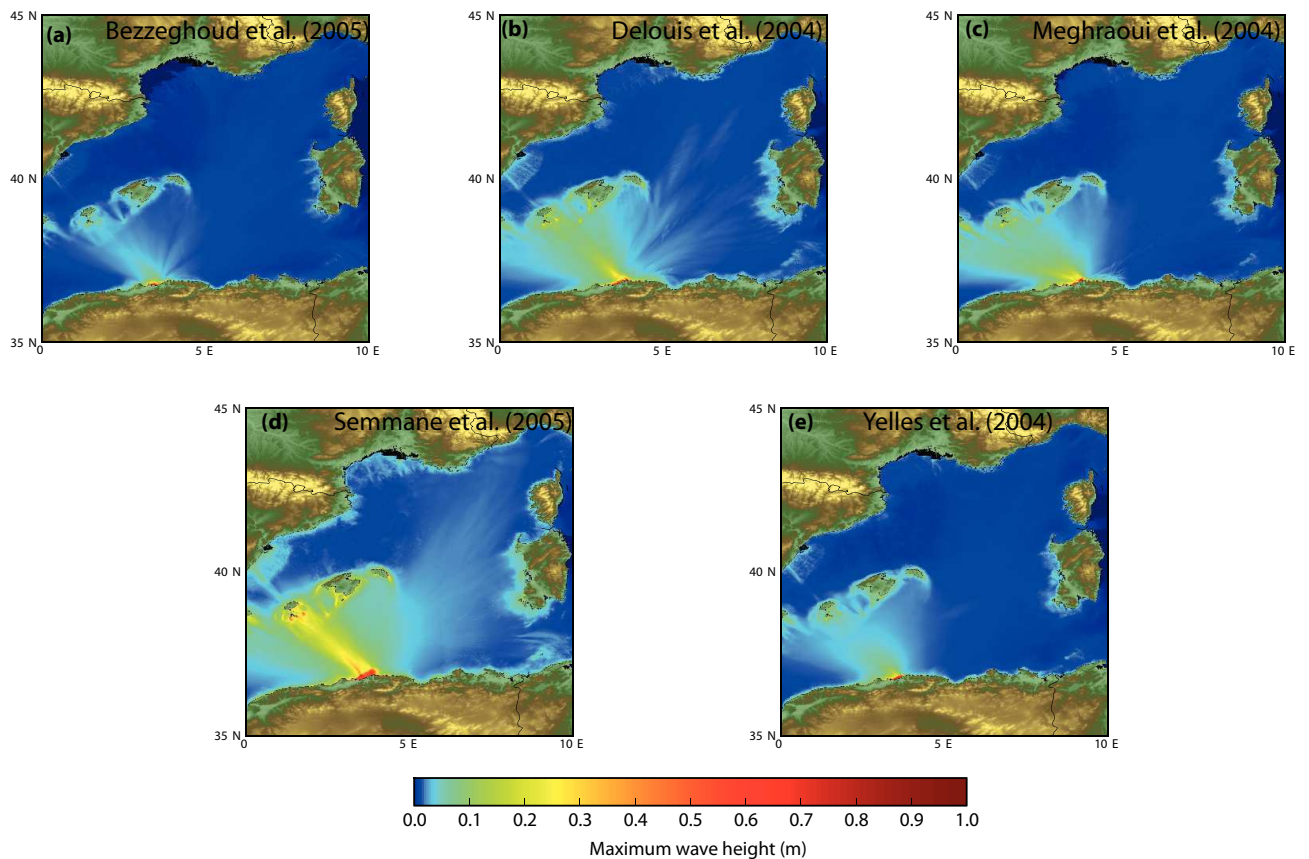 45 N
(a) Bezzeghoud et al. (2005)
40 N
35 N
0 5 E 10 E
45 N
(b) Delouis et al. (2004)
40 N
35 N
0 5 E 10 E
45 N
(c) Meghraoui et al. (2004)
40 N
35 N
0 5 E 10 E
45 N
(d) Semmane et al. (2005)
40 N
35 N
0 5 E 10 E
45 N
(e) Yelles et al. (2004)
40 N
35 N
0 5 E 10 E
0.0 0.1 0.2 0.3 0.4 0.5 0.6 0.7 0.8 0.9 1.0
Maximum wave height (m)